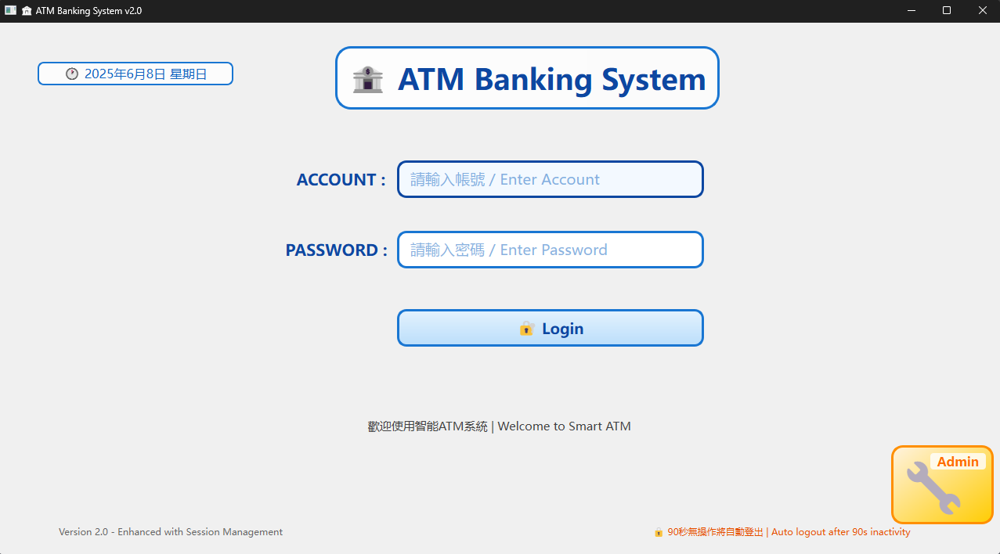 ATM Banking System v2.0
2025年6月8日 星期日
ATM Banking System
ACCOUNT :
請輸入帳號 / Enter Account
PASSWORD :
請輸入密碼 / Enter Password
Login
歡迎使用智能ATM系統 | Welcome to Smart ATM
Admin
Version 2.0 - Enhanced with Session Management
90秒無操作將自動登出 | Auto logout after 90s inactivity